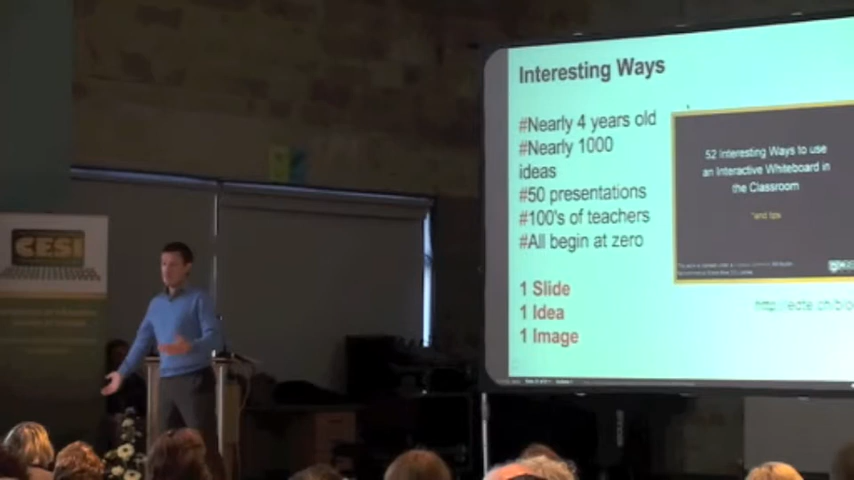 CESI
Interesting Ways
#Nearly 4 years old
#Nearly 1000
ideas
#50 presentations
#100's of teachers
#All begin at zero
1 Slide
1 Idea
1 Image
52 Interesting Ways to use
an Interactive Whiteboard in
the Classroom
*and tips